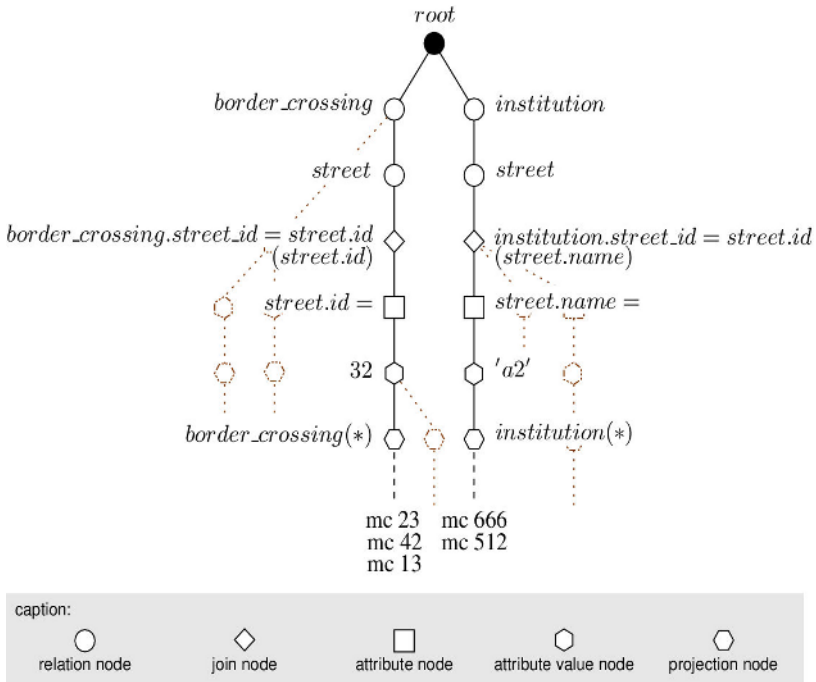 root
border_crossing institution
street street
border_crossing.street_id = street.id institution.street_id = street.id
(street.id) (street.name)
street.id = street.name =
32 'a2'
border_crossing(*) institution(*)
mc 23 mc 666
mc 42 mc 512
mc 13
caption:
relation node join node attribute node attribute value node projection node